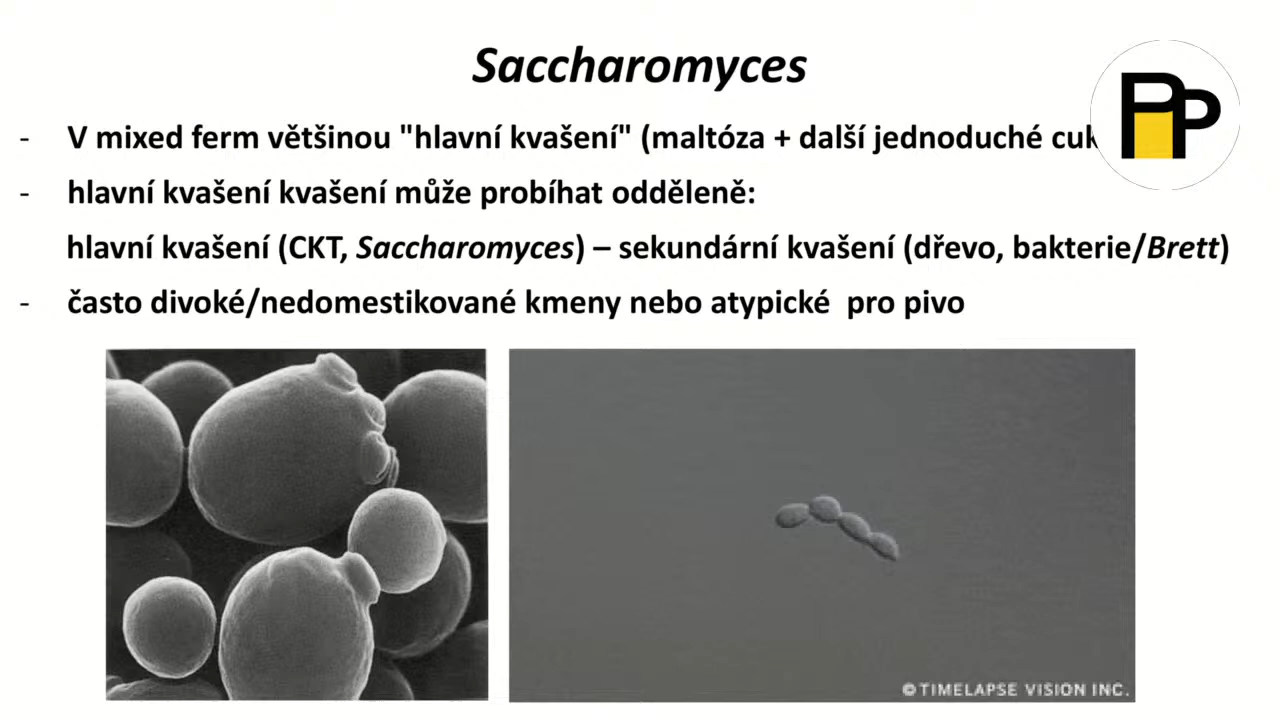 Saccharomyces
- V mixed ferm většinou "hlavní kvašení" (maltóza + další jednoduché
- hlavní kvašení kvašení může probíhat odděleně:
hlavní kvašení (CKT, Saccharomyces) – sekundární kvašení (dřevo, bakterie/Brett)
- často divoké/nedomestikované kmeny nebo atypické  pro pivo
PiP
©TIMELAPSE VISION INC.